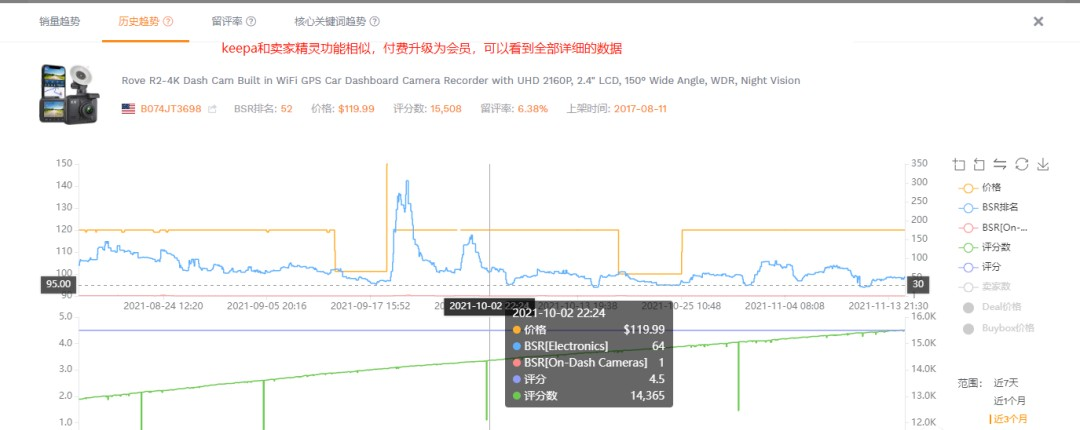 销量趋势 历史趋势 ? 留评率 ? 核心关键词趋势 ?
keepa和卖家精灵功能相似，付费升级为会员，可以看到全部详细的数据
Rove R2-4K Dash Cam Built in WiFi GPS Car Dashboard Camera Recorder with UHD 2160P, 2.4" LCD, 150° Wide Angle, WDR, Night Vision
B074JT3698 BSR排名: 52 价格: $119.99 评分数: 15,508 留评率: 6.38% 上架时间: 2017-08-11
150 350
140 300
130 250
120 200
110 150
100 100
95.00 50
90 30
价格
BSR排名
BSR[On-...
评分数
评分
卖家数
Deal价格
Buybox价格
2021-08-24 12:20 2021-09-05 20:16 2021-09-17 15:52 2021-10-02 22:24 2021-10-13 19:38 2021-10-25 10:48 2021-11-04 08:08 2021-11-13 21:30
2021-10-02 22:24
价格 $119.99
BSR[Electronics] 64
BSR[On-Dash Cameras] 1
评分 4.5
评分数 14,365
5.0 16.0K
4.0 15.0K
3.0 14.0K
2.0 13.0K
1.0 12.0K
范围： 近7天
近1个月
近3个月